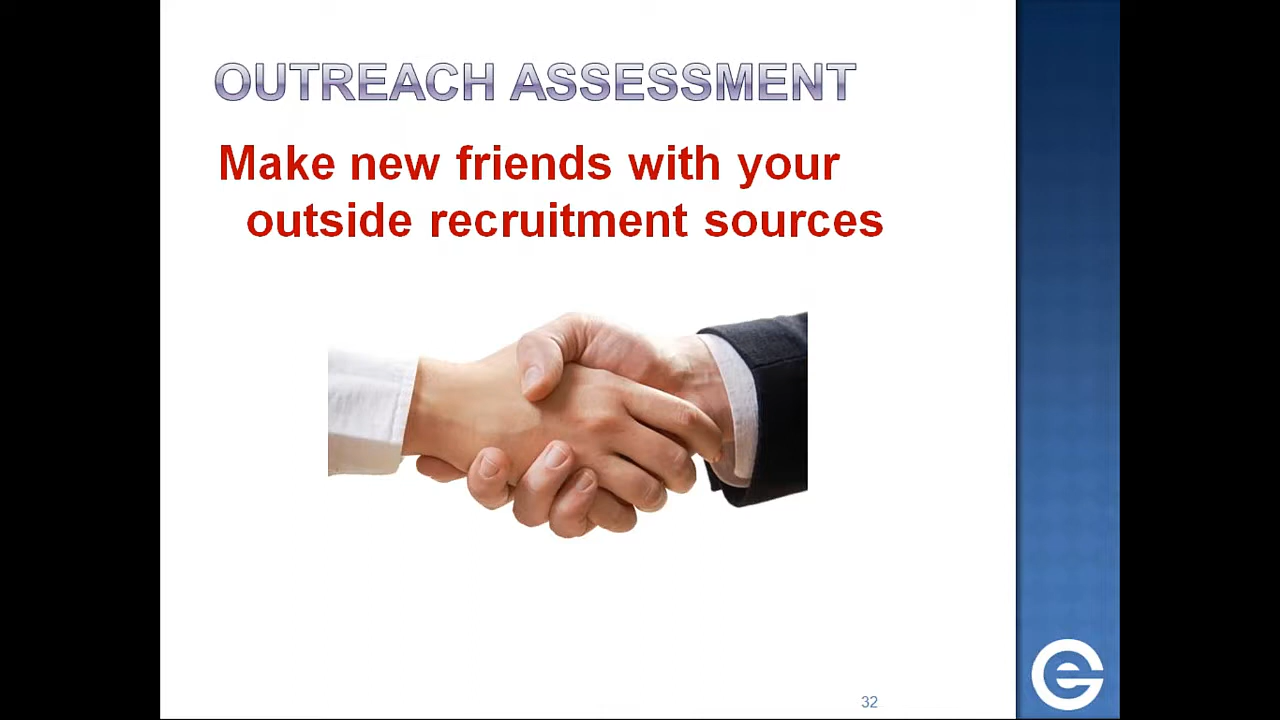 OUTREACH ASSESSMENT
Make new friends with your
outside recruitment sources
32